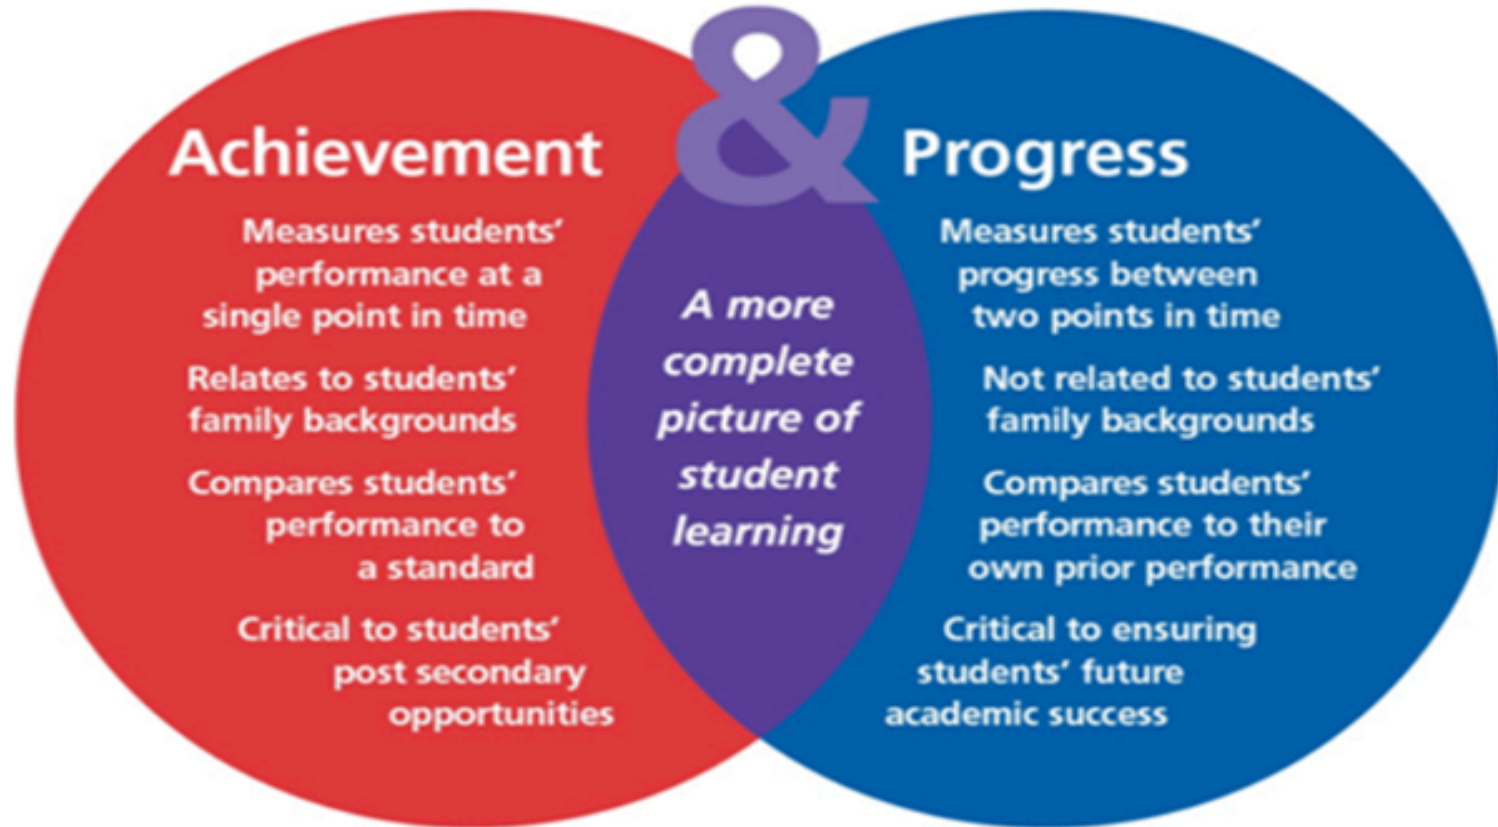 &
Achievement
Measures students’
performance at a
single point in time
Relates to students’
family backgrounds
Compares students’
performance to
a standard
Critical to students’
post secondary
opportunities
A more
complete
picture of
student
learning
Progress
Measures students’
progress between
two points in time
Not related to students’
family backgrounds
Compares students’
performance to their
own prior performance
Critical to ensuring
students’ future
academic success